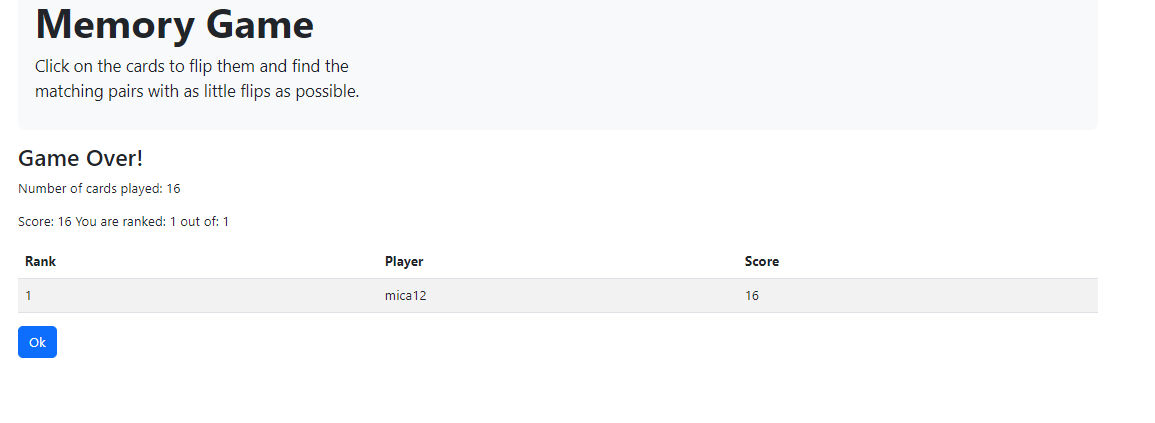 Memory Game
Click on the cards to flip them and find the
matching pairs with as little flips as possible.
Game Over!
Number of cards played: 16
Score: 16 You are ranked: 1 out of: 1
Rank Player Score
1 mica12 16
Ok